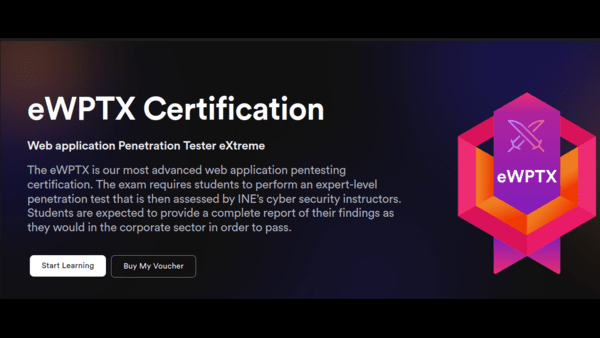 eWPTX Certification
Web application Penetration Tester eXtreme
The eWPTX is our most advanced web application pentesting
certification. The exam requires students to perform an expert-level
penetration test that is then assessed by INE's cyber security instructors.
Students are expected to provide a complete report of their findings as
they would in the corporate sector in order to pass.
Start Learning
Buy My Voucher
eWPTX